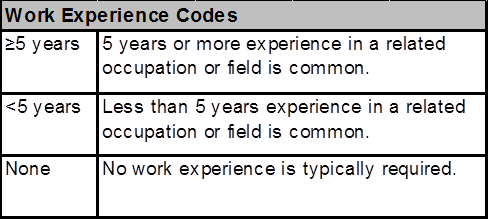 Work Experience Codes
≥5 years 5 years or more experience in a related
occupation or field is common.
<5 years Less than 5 years experience in a related
occupation or field is common.
None No work experience is typically required.